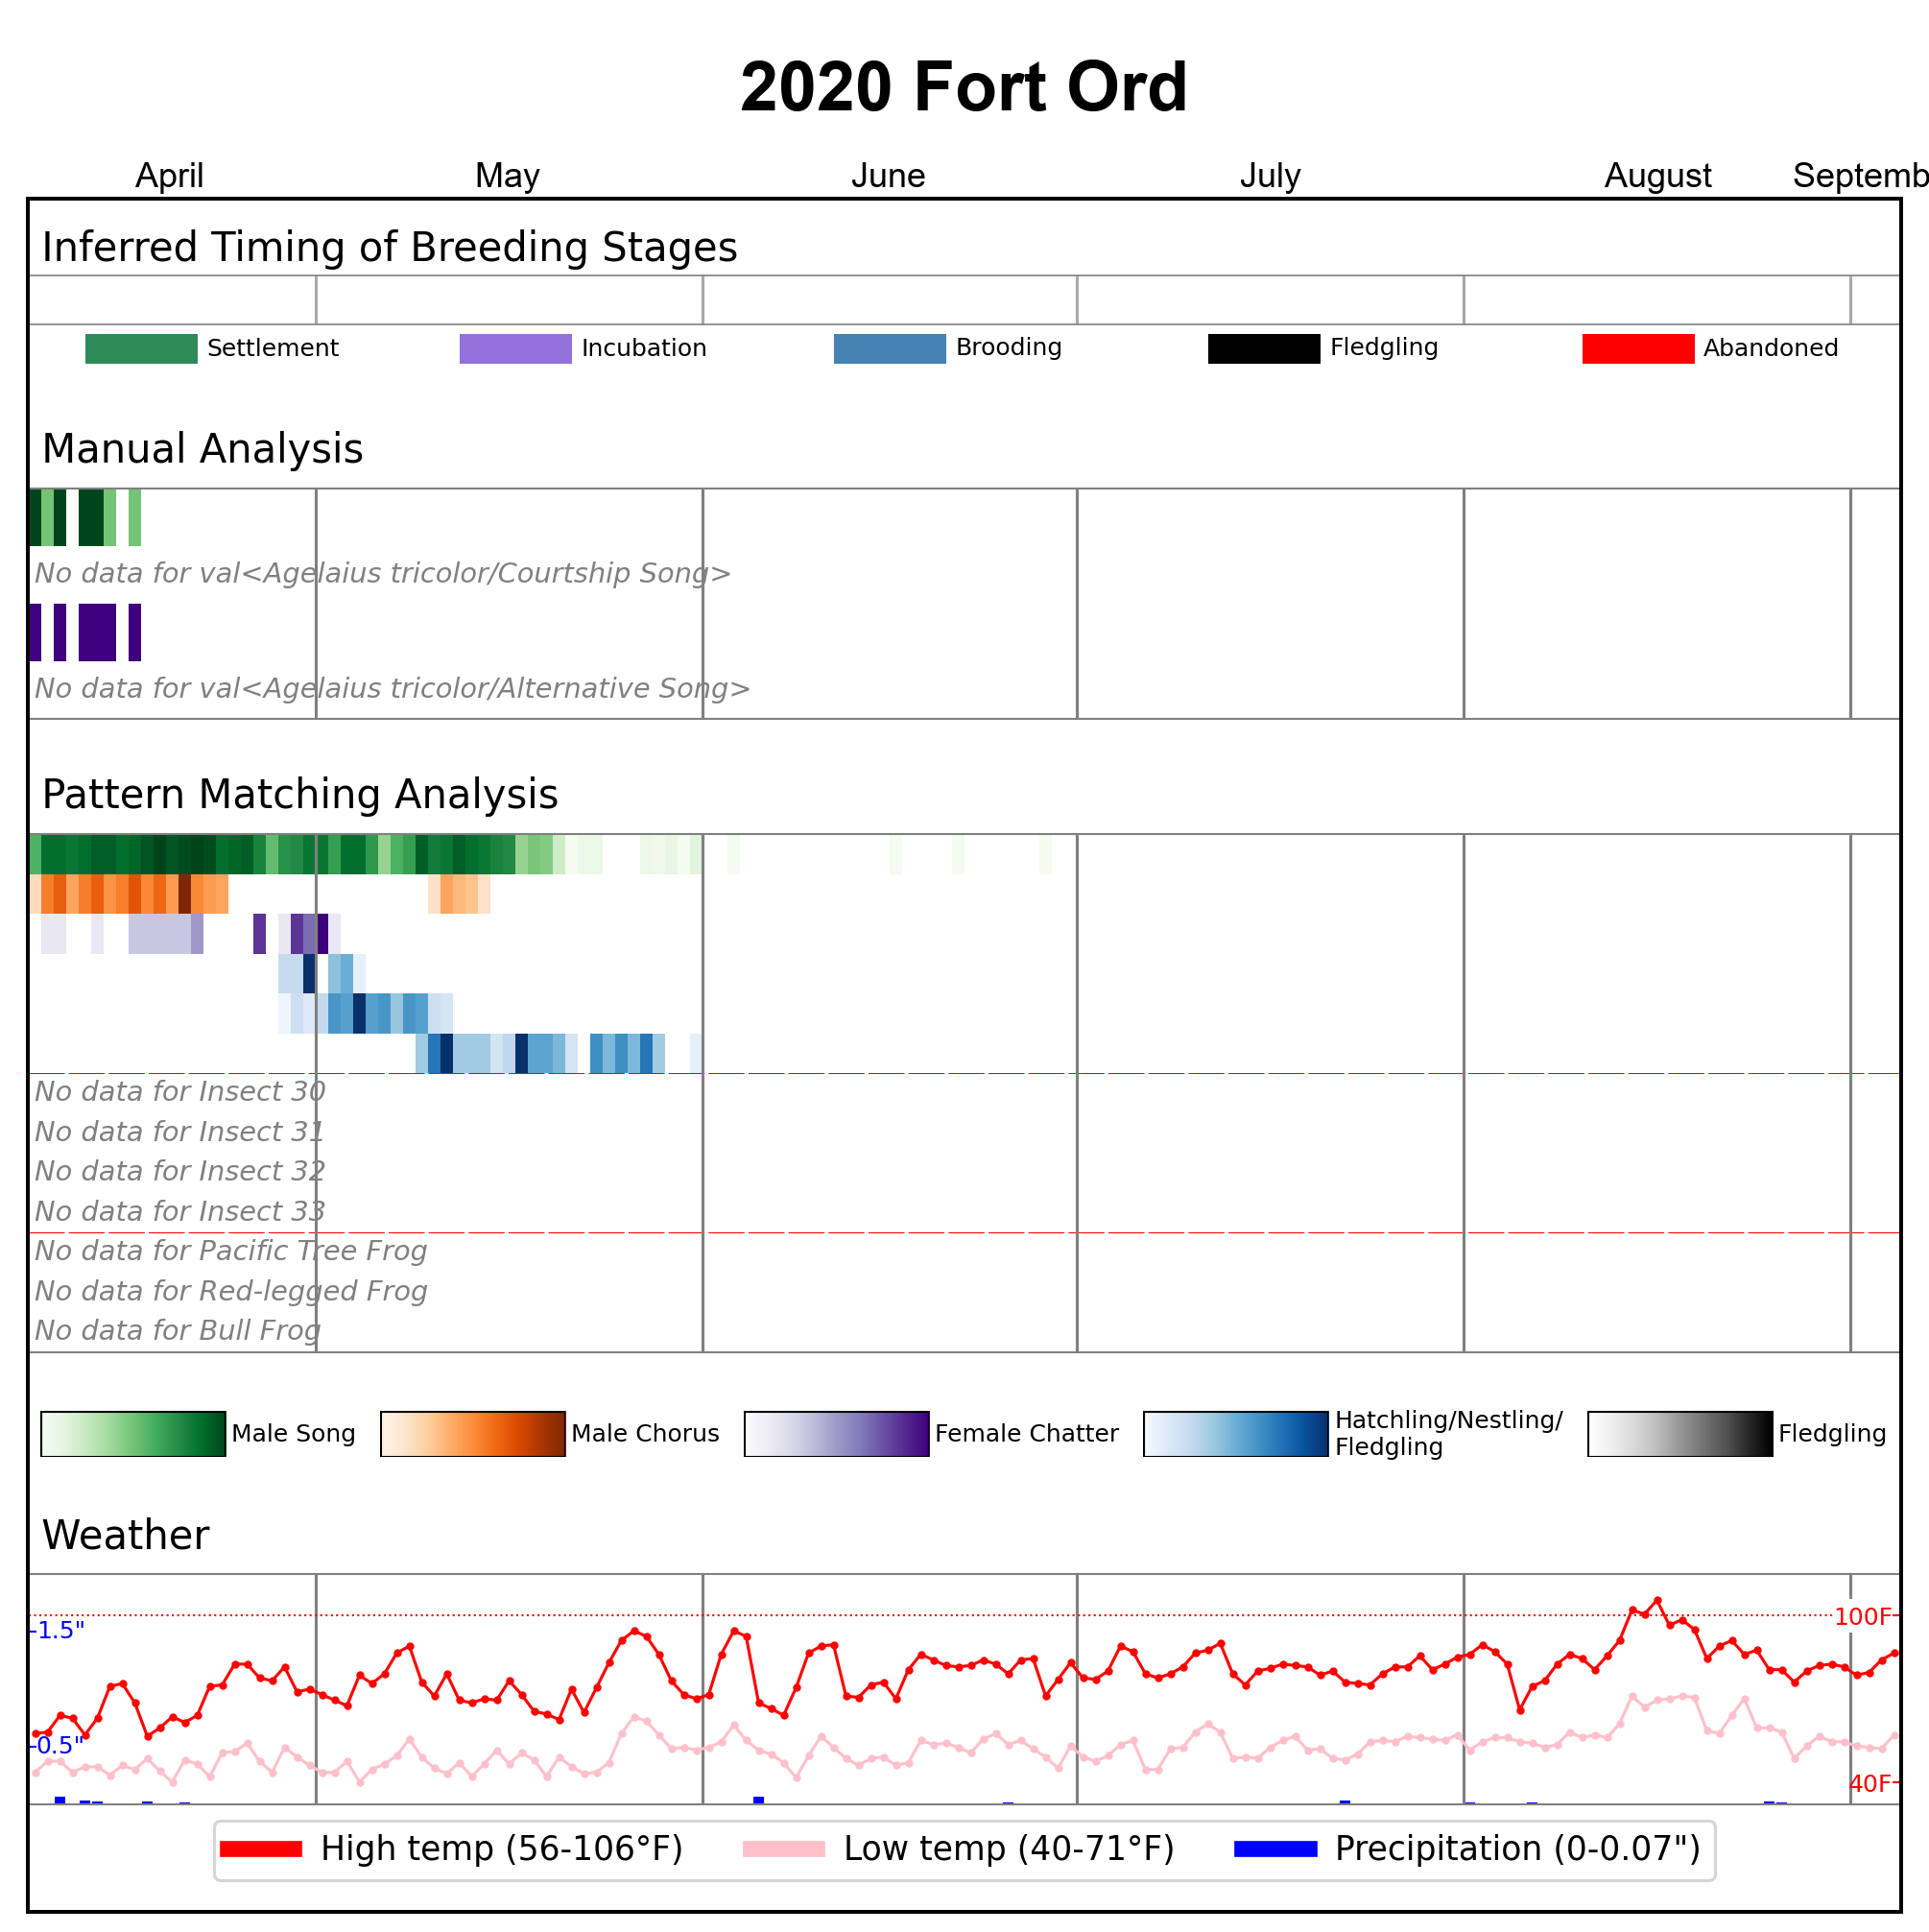 2020 Fort Ord
April May June July August Septemb
Inferred Timing of Breeding Stages
Settlement Incubation Brooding Fledgling Abandoned
Manual Analysis
No data for val<Agelaius tricolor/Courtship Song>
No data for val<Agelaius tricolor/Alternative Song>
Pattern Matching Analysis
No data for Insect 30
No data for Insect 31
No data for Insect 32
No data for Insect 33
No data for Pacific Tree Frog
No data for Red-legged Frog
No data for Bull Frog
Male Song Male Chorus Female Chatter Hatchling/Nestling/
Fledgling Fledgling
Weather
1.5" 100F
0.5" 40F
High temp (56-106°F) Low temp (40-71°F) Precipitation (0-0.07")